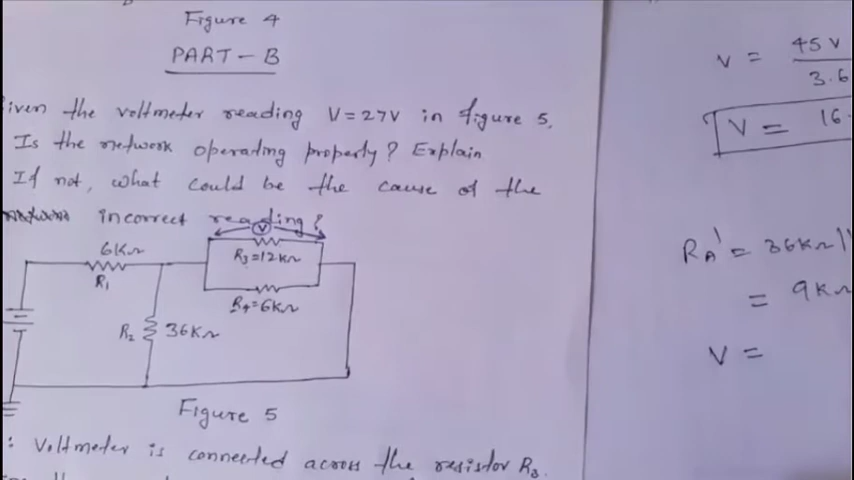 Figure 4
PART-B
iven the voltmeter reading V=27V in figure 5.
Is the network operating properly? Explain
If not, what could be the cause of the
incorrect reading?
V
6KΩ
R1
R3=12KΩ
R4=6KΩ
R2 36KΩ
Figure 5
: Voltmeter is connected across the resistor R3.
V = 45V
3.6
V = 16.
RA' = 36KΩ
= 9KΩ
V =